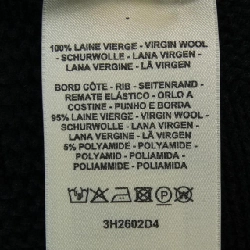 100% LAINE VIERGE - VIRGIN WOOL
- SCHURWOLLE - LANA VIRGEN -
LANA VERGINE - LÃ VIRGEN
BORD CÔTE - RIB - SEITENRAND -
REMATE ELÁSTICO - ORLO A
COSTINE - PUNHO E BORDA
95% LAINE VIERGE - VIRGIN WOOL
- SCHURWOLLE - LANA VIRGEN -
LANA VERGINE - LÃ VIRGEN
5% POLYAMIDE - POLYAMIDE -
POLYAMID - POLIAMIDA -
POLIAMMIDE - POLIAMIDA
3H2602D4